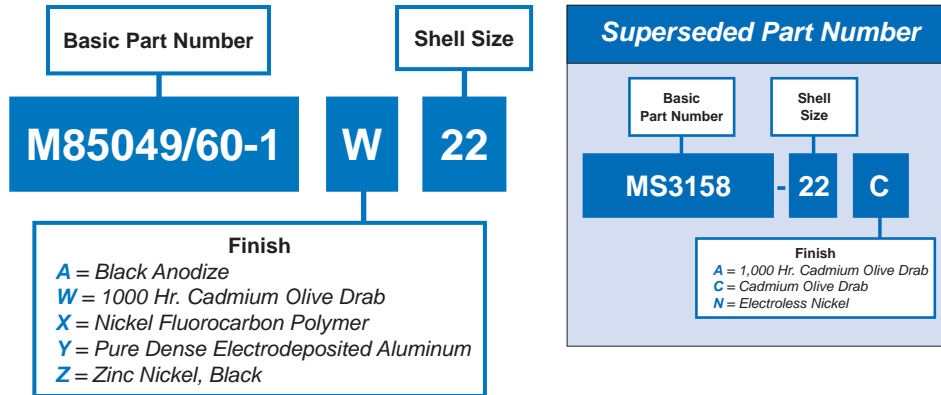 Basic Part Number
Shell Size
M85049/60-1
W
22
Finish
A = Black Anodize
W = 1000 Hr. Cadmium Olive Drab
X = Nickel Fluorocarbon Polymer
Y = Pure Dense Electrodeposited Aluminum
Z = Zinc Nickel, Black
Superseded Part Number
Basic
Part Number
Shell
Size
MS3158
-
22
C
Finish
A = 1,000 Hr. Cadmium Olive Drab
C = Cadmium Olive Drab
N = Electroless Nickel